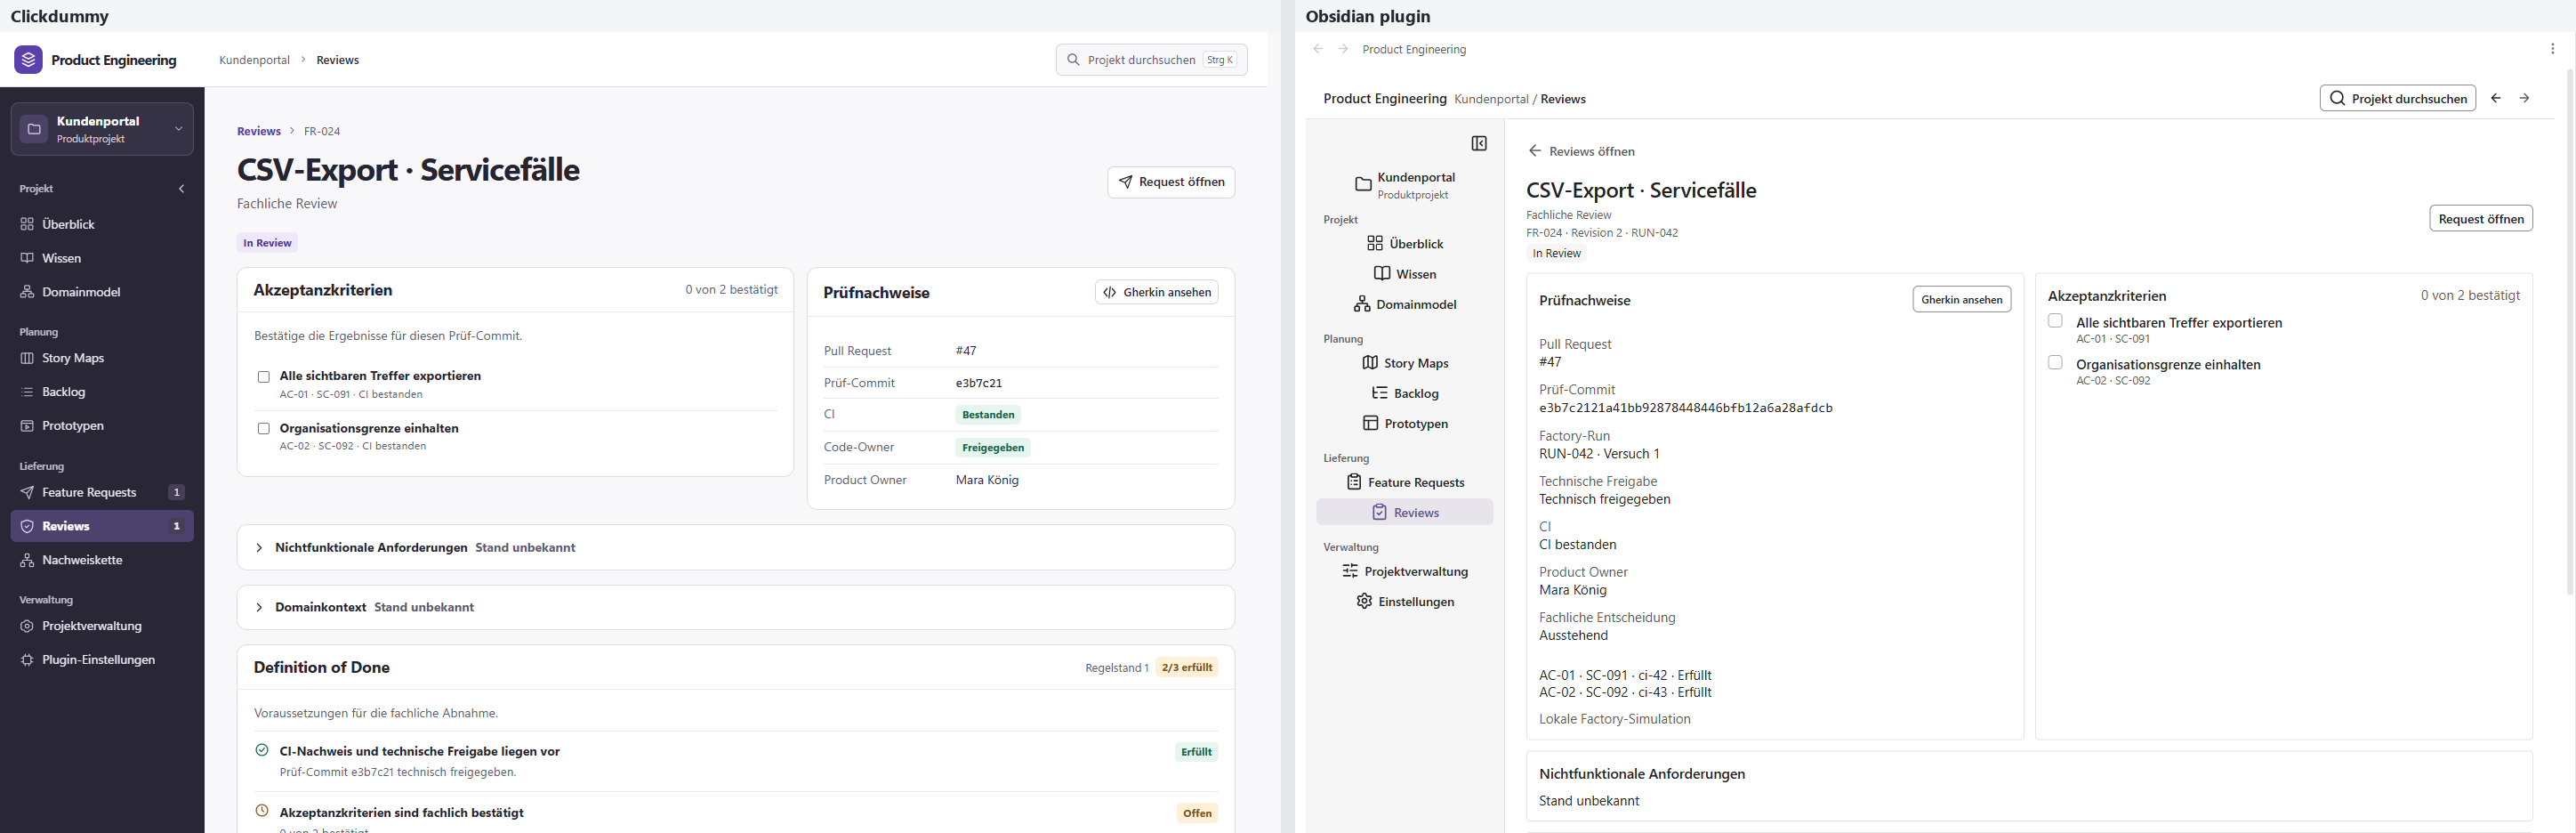 Clickdummy
Product Engineering
Kundenportal > Reviews
Projekt durchsuchen Strg K
Kundenportal
Produktprojekt
Projekt
Überblick
Wissen
Domainmodel
Planung
Story Maps
Backlog
Prototypen
Lieferung
Feature Requests 1
Reviews 1
Nachweiskette
Verwaltung
Projektverwaltung
Plugin-Einstellungen
Reviews > FR-024
CSV-Export · Servicefälle
Fachliche Review
Request öffnen
In Review
Akzeptanzkriterien 0 von 2 bestätigt
Bestätige die Ergebnisse für diesen Prüf-Commit.
Alle sichtbaren Treffer exportieren
AC-01 · SC-091 · CI bestanden
Organisationsgrenze einhalten
AC-02 · SC-092 · CI bestanden
Prüfnachweise Gherkin ansehen
Pull Request #47
Prüf-Commit e3b7c21
CI Bestanden
Code-Owner Freigegeben
Product Owner Mara König
Nichtfunktionale Anforderungen Stand unbekannt
Domainkontext Stand unbekannt
Definition of Done Regelstand 1 2/3 erfüllt
Voraussetzungen für die fachliche Abnahme.
CI-Nachweis und technische Freigabe liegen vor Erfüllt
Prüf-Commit e3b7c21 technisch freigegeben.
Akzeptanzkriterien sind fachlich bestätigt Offen
0 von 2 bestätigt
Obsidian plugin
Product Engineering
Product Engineering Kundenportal / Reviews
Projekt durchsuchen
Kundenportal
Produktprojekt
Projekt
Überblick
Wissen
Domainmodel
Planung
Story Maps
Backlog
Prototypen
Lieferung
Feature Requests
Reviews
Verwaltung
Projektverwaltung
Einstellungen
Reviews öffnen
CSV-Export · Servicefälle
Fachliche Review
FR-024 · Revision 2 · RUN-042
In Review
Request öffnen
Prüfnachweise Gherkin ansehen
Pull Request
#47
Prüf-Commit
e3b7c2121a41bb92878448446bfb12a6a28afdcb
Factory-Run
RUN-042 · Versuch 1
Technische Freigabe
Technisch freigegeben
CI
CI bestanden
Product Owner
Mara König
Fachliche Entscheidung
Ausstehend
AC-01 · SC-091 · ci-42 · Erfüllt
AC-02 · SC-092 · ci-43 · Erfüllt
Lokale Factory-Simulation
Akzeptanzkriterien 0 von 2 bestätigt
Alle sichtbaren Treffer exportieren
AC-01 · SC-091
Organisationsgrenze einhalten
AC-02 · SC-092
Nichtfunktionale Anforderungen
Stand unbekannt